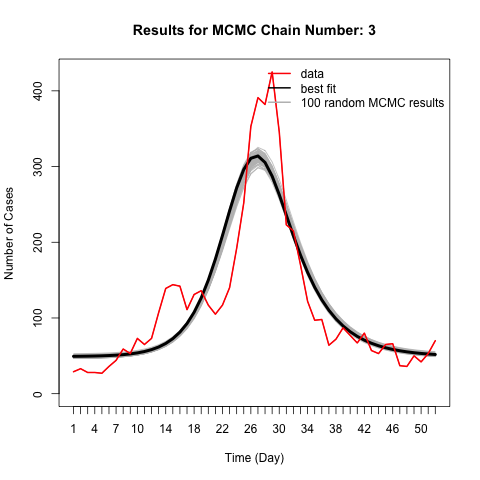 Results for MCMC Chain Number: 3
data
best fit
100 random MCMC results
Number of Cases
400
300
200
100
0
1 4 7 10 14 18 22 26 30 34 38 42 46 50
Time (Day)